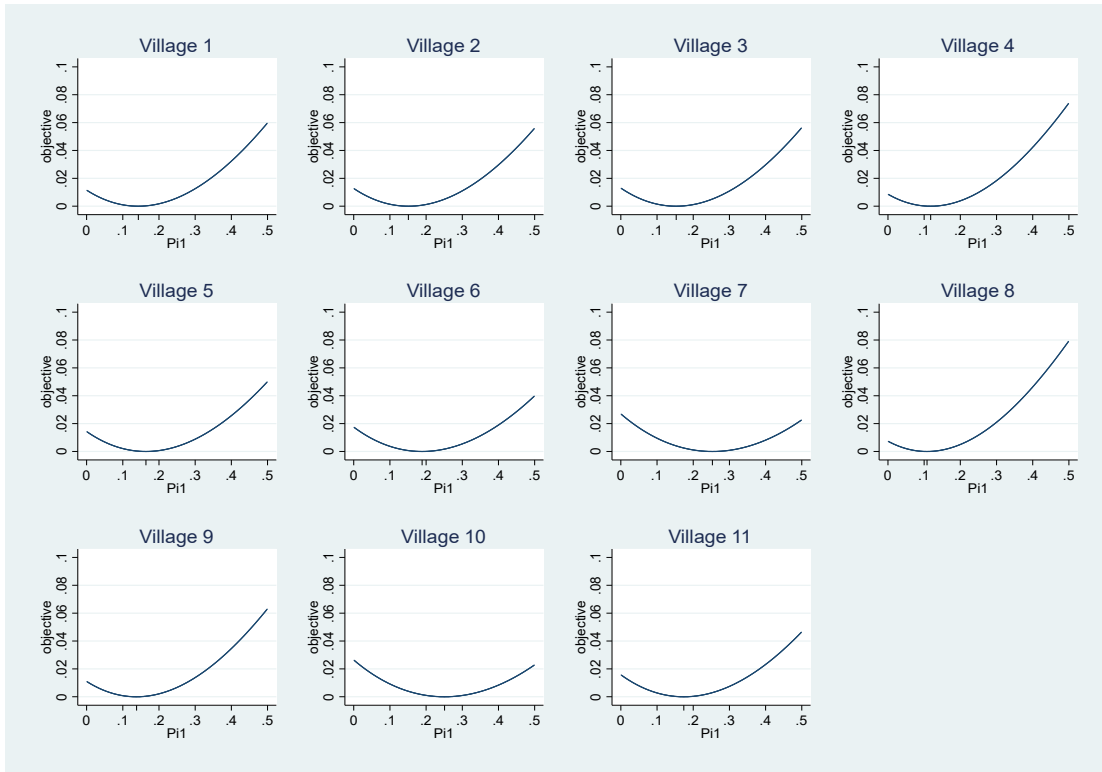 Village 1
.1
.08
.06
.04
.02
0
objective
0 .1 .2 .3 .4 .5
Pi1
Village 2
.1
.08
.06
.04
.02
0
objective
0 .1 .2 .3 .4 .5
Pi1
Village 3
.1
.08
.06
.04
.02
0
objective
0 .1 .2 .3 .4 .5
Pi1
Village 4
.1
.08
.06
.04
.02
0
objective
0 .1 .2 .3 .4 .5
Pi1
Village 5
.1
.08
.06
.04
.02
0
objective
0 .1 .2 .3 .4 .5
Pi1
Village 6
.1
.08
.06
.04
.02
0
objective
0 .1 .2 .3 .4 .5
Pi1
Village 7
.1
.08
.06
.04
.02
0
objective
0 .1 .2 .3 .4 .5
Pi1
Village 8
.1
.08
.06
.04
.02
0
objective
0 .1 .2 .3 .4 .5
Pi1
Village 9
.1
.08
.06
.04
.02
0
objective
0 .1 .2 .3 .4 .5
Pi1
Village 10
.1
.08
.06
.04
.02
0
objective
0 .1 .2 .3 .4 .5
Pi1
Village 11
.1
.08
.06
.04
.02
0
objective
0 .1 .2 .3 .4 .5
Pi1